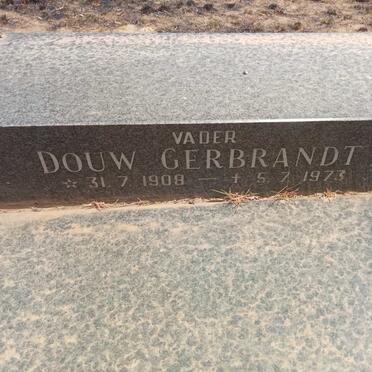 VADER
DOUW GERBRANDT
☆ 31.7.1908 — + 5.7.1973